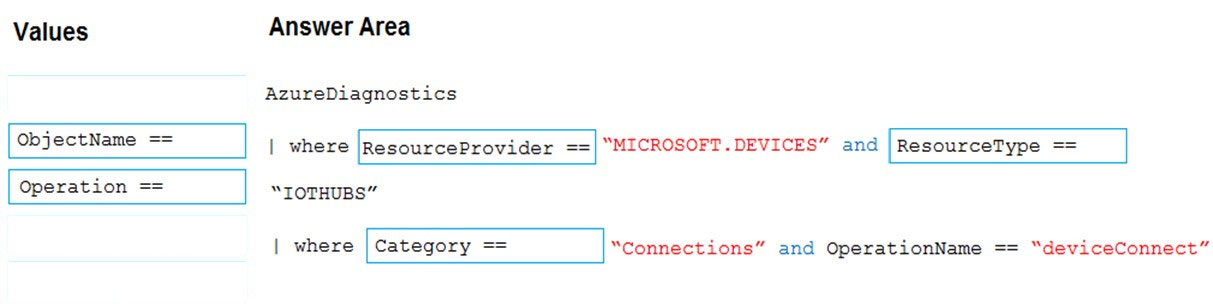 Values
Answer Area
AzureDiagnostics
ObjectName ==
| where ResourceProvider == “MICROSOFT.DEVICES” and ResourceType ==
Operation ==
“IOTHUBS”
| where Category == “Connections” and OperationName == “deviceConnect”